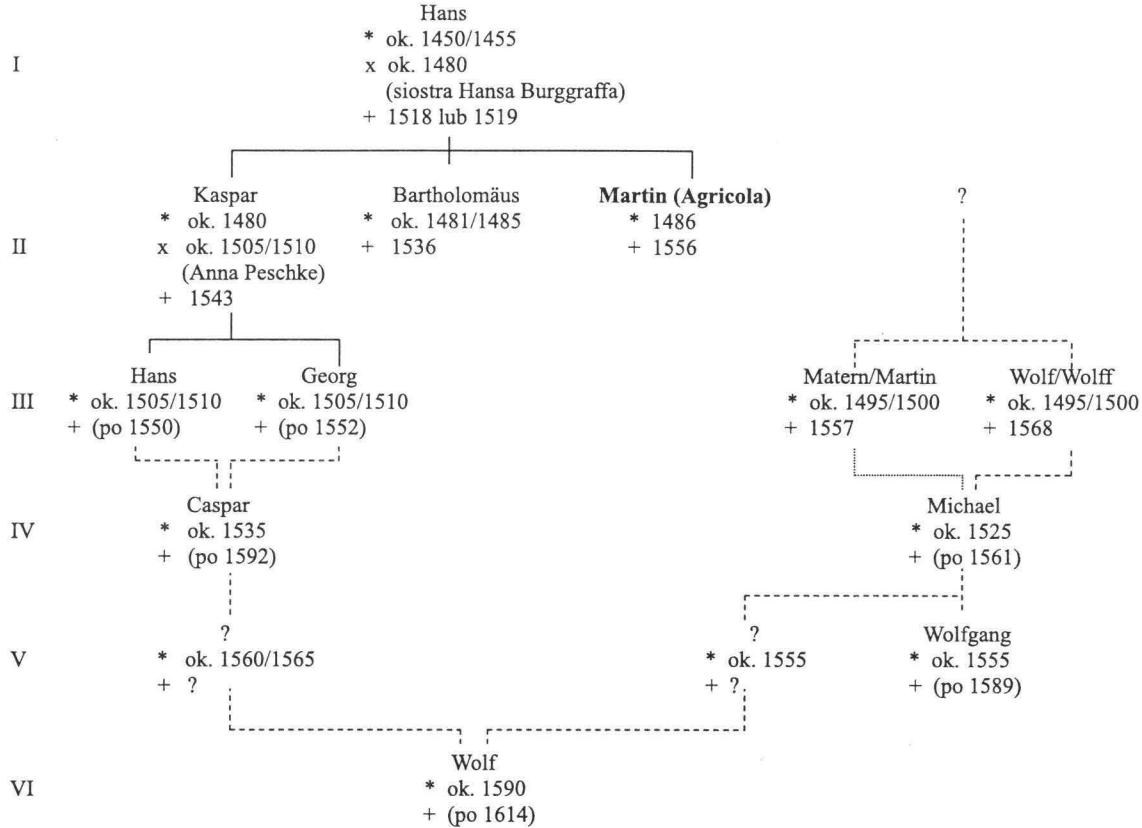 Hans
* ok. 1450/1455
I
x ok. 1480
(siostra Hansa Burggraffa)
+ 1518 lub 1519
Kaspar
Bartholomäus
Martin (Agricola)
?
* ok. 1480
* ok. 1481/1485
* 1486
II
x ok. 1505/1510
+ 1536
+ 1556
(Anna Peschke)
+ 1543
Hans
Georg
Matern/Martin
Wolf/Wolff
III
* ok. 1505/1510
* ok. 1505/1510
* ok. 1495/1500
* ok. 1495/1500
+ (po 1550)
+ (po 1552)
+ 1557
+ 1568
Caspar
Michael
IV
* ok. 1535
* ok. 1525
+ (po 1592)
+ (po 1561)
?
?
Wolfgang
V
* ok. 1560/1565
* ok. 1555
* ok. 1555
+ ?
+ ?
+ (po 1589)
Wolf
VI
* ok. 1590
+ (po 1614)